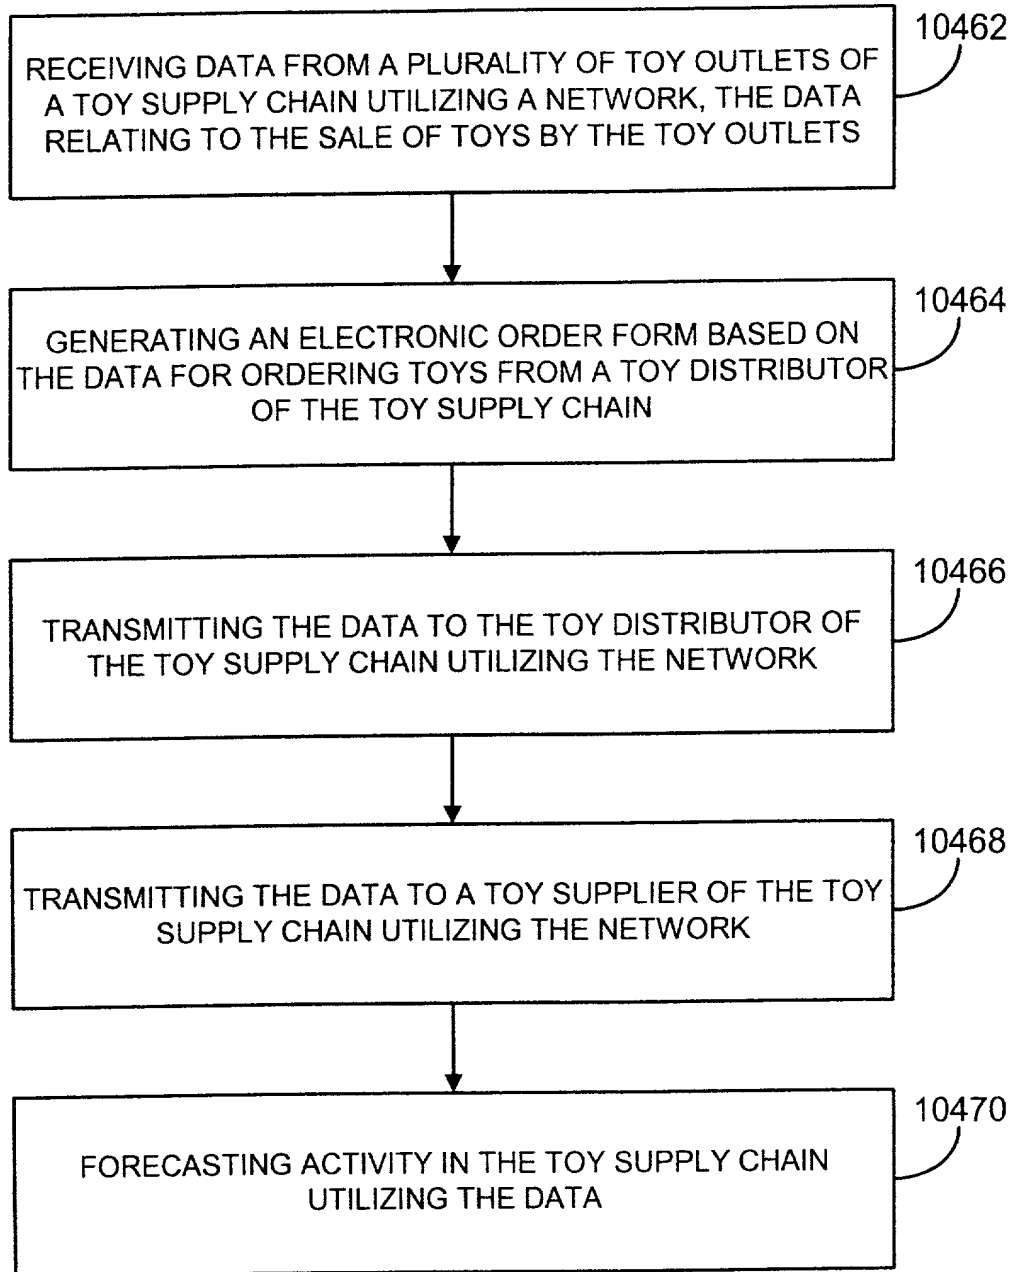 10462
RECEIVING DATA FROM A PLURALITY OF TOY OUTLETS OF
A TOY SUPPLY CHAIN UTILIZING A NETWORK, THE DATA
RELATING TO THE SALE OF TOYS BY THE TOY OUTLETS
10464
GENERATING AN ELECTRONIC ORDER FORM BASED ON
THE DATA FOR ORDERING TOYS FROM A TOY DISTRIBUTOR
OF THE TOY SUPPLY CHAIN
10466
TRANSMITTING THE DATA TO THE TOY DISTRIBUTOR OF
THE TOY SUPPLY CHAIN UTILIZING THE NETWORK
10468
TRANSMITTING THE DATA TO A TOY SUPPLIER OF THE TOY
SUPPLY CHAIN UTILIZING THE NETWORK
10470
FORECASTING ACTIVITY IN THE TOY SUPPLY CHAIN
UTILIZING THE DATA